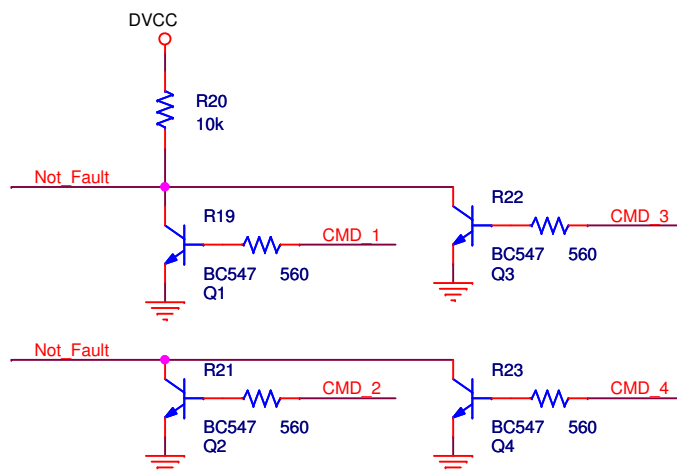 DVCC
R20
10k
Not_Fault
R19
CMD_1
BC547 560
Q1
R22
CMD_3
BC547 560
Q3
Not_Fault
R21
CMD_2
BC547 560
Q2
R23
CMD_4
BC547 560
Q4